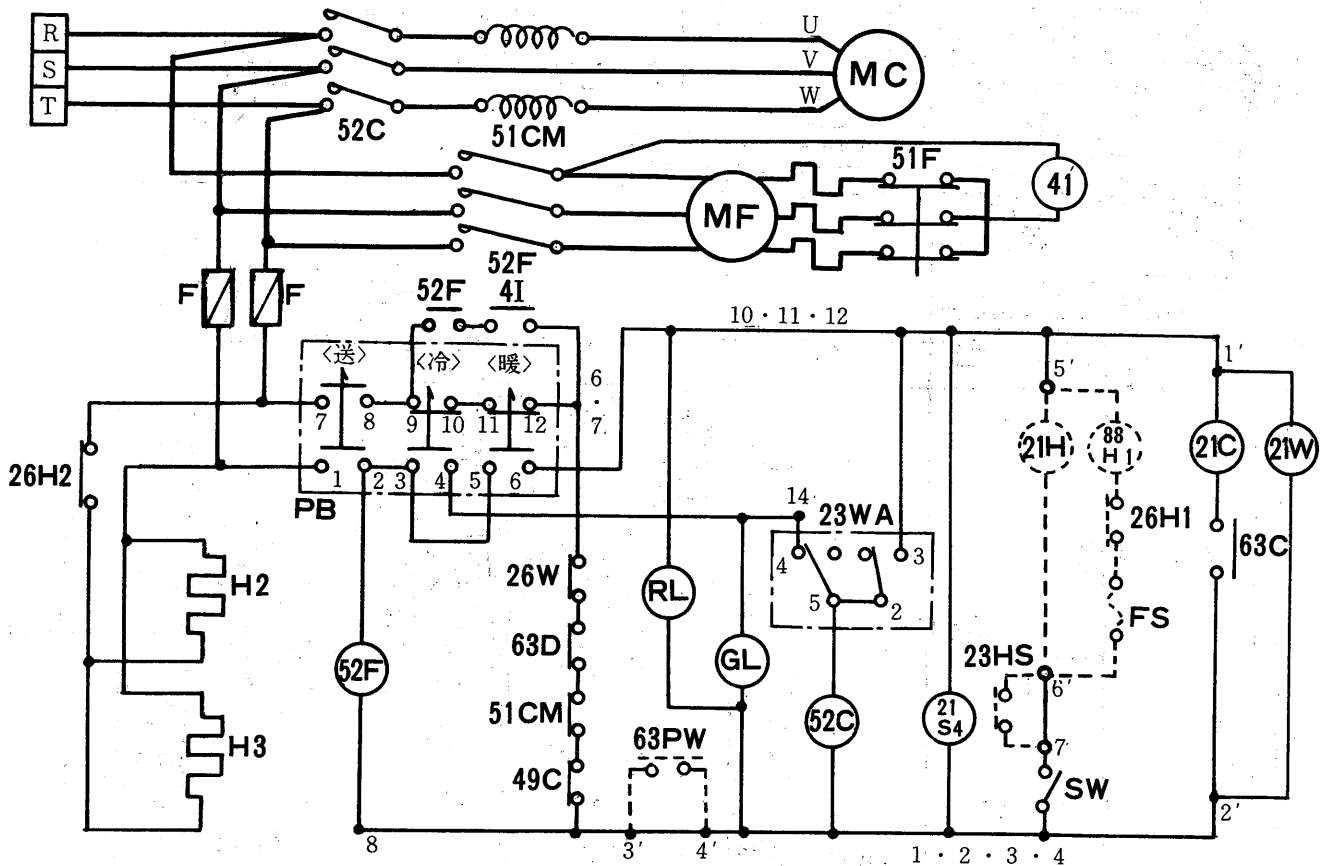 R
S
T
52C
51CM
U
V
W
MC
51F
41
MF
52F
F
F
52F
41
〈送〉
〈冷〉
〈暖〉
7
8
9
10
11
12
1
2
3
4
5
6
PB
6
・
7
10・11・12
5′
1′
26H2
21H
88
H1
21C
21W
14
23WA
26H1
63C
4
3
5
2
H2
26W
RL
FS
63D
GL
23HS
6′
52F
51CM
52C
21
S4
H3
63PW
7
49C
SW
2′
8
3′
4′
1・2・3・4